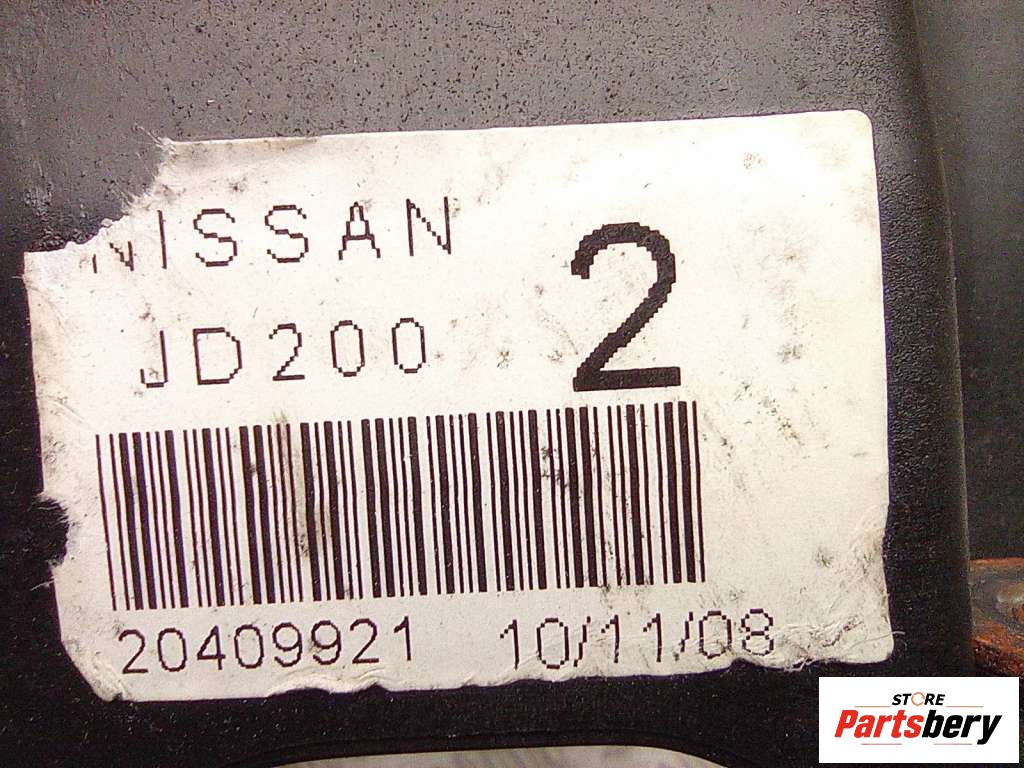 NISSAN
JD200
2
20409921 10/11/08
STORE
Partsbery